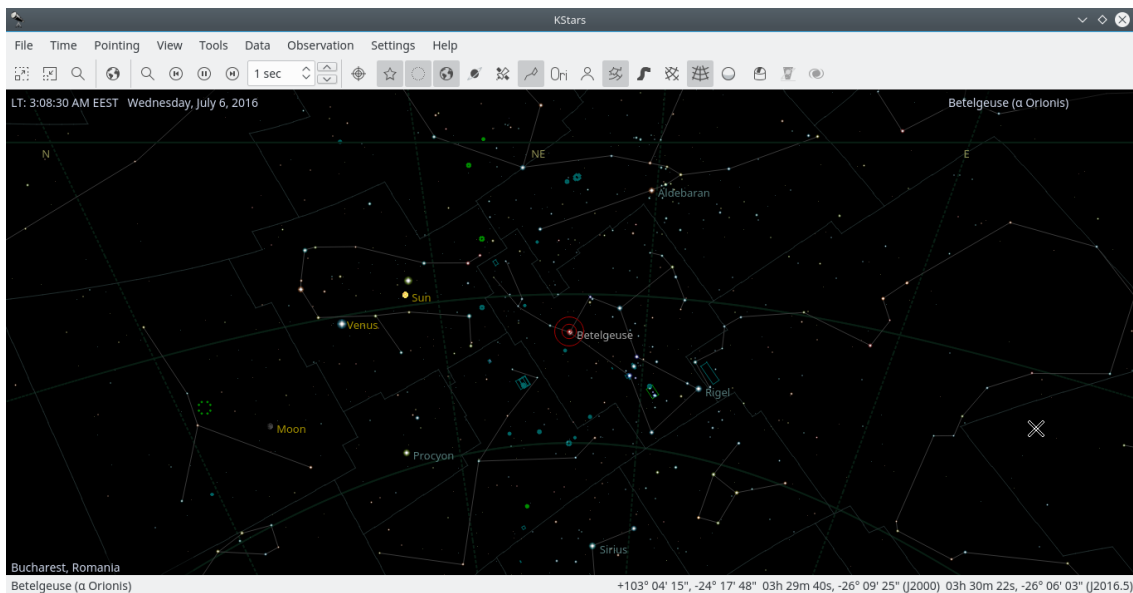 KStars
File Time Pointing View Tools Data Observation Settings Help
1 sec Ori
LT: 3:08:30 AM EEST Wednesday, July 6, 2016 Betelgeuse (α Orionis)
N NE E
Aldebaran
Sun
Venus
Betelgeuse
Rigel
Moon
Procyon
Sirius
Bucharest, Romania
Betelgeuse (α Orionis) +103° 04' 15", -24° 17' 48" 03h 29m 40s, -26° 09' 25" (J2000) 03h 30m 22s, -26° 06' 03" (J2016.5)